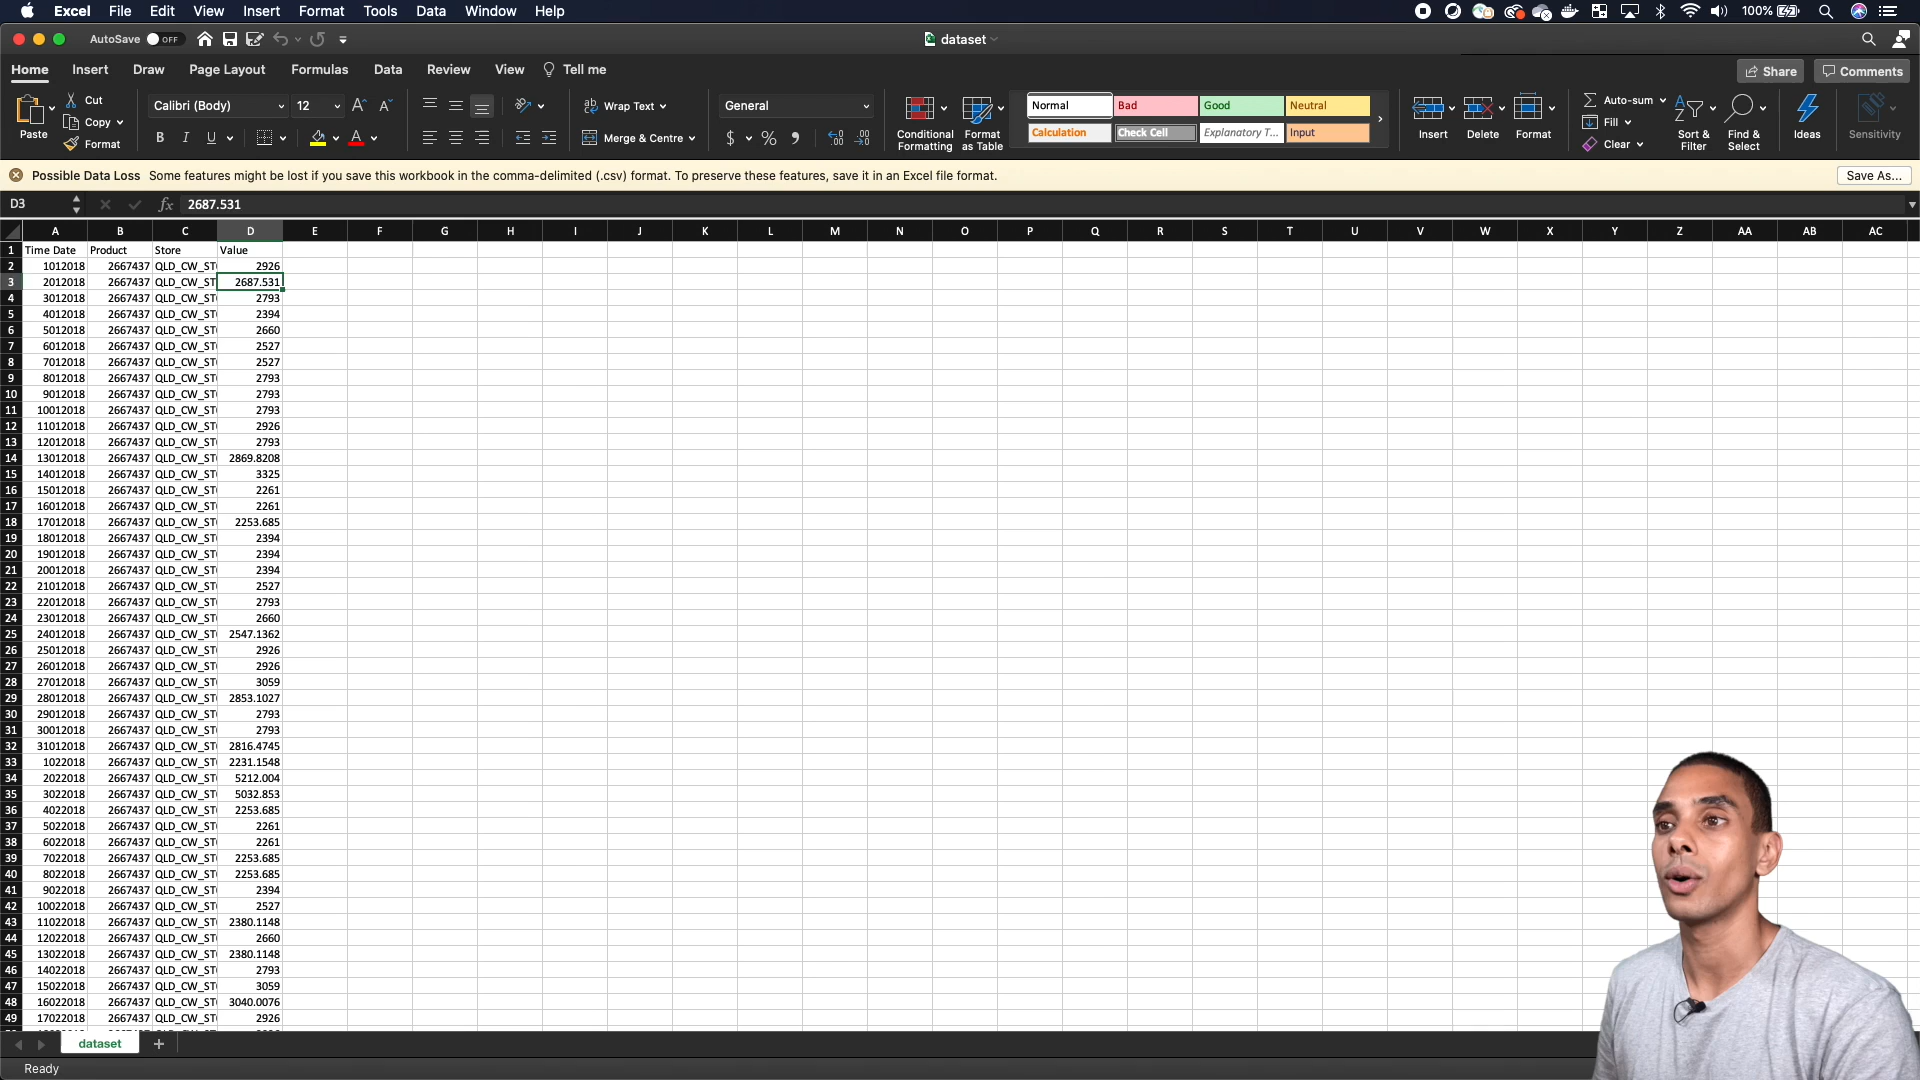 Excel File Edit View Insert Format Tools Data Window Help 100%
AutoSave OFF dataset
Home Insert Draw Page Layout Formulas Data Review View Tell me Share Comments
Paste Cut Copy Format
Calibri (Body) 12
B I U
Wrap Text
Merge & Centre
General
$ % 9
Conditional Formatting
Format as Table
Normal Bad Good Neutral
Calculation Check Cell Explanatory T... Input
Insert Delete Format
Auto-sum
Fill
Clear
Sort & Filter
Find & Select
Ideas
Sensitivity
Possible Data Loss Some features might be lost if you save this workbook in the comma-delimited (.csv) format. To preserve these features, save it in an Excel file format. Save As...
D3 fx 2687.531
A B C D E F G H I J K L M N O P Q R S T U V W X Y Z AA AB AC
1 Time Date Product Store Value
2 1012018 2667437 QLD_CW_ST 2926
3 2012018 2667437 QLD_CW_ST 2687.531
4 3012018 2667437 QLD_CW_ST 2793
5 4012018 2667437 QLD_CW_ST 2394
6 5012018 2667437 QLD_CW_ST 2660
7 6012018 2667437 QLD_CW_ST 2527
8 7012018 2667437 QLD_CW_ST 2527
9 8012018 2667437 QLD_CW_ST 2793
10 9012018 2667437 QLD_CW_ST 2793
11 10012018 2667437 QLD_CW_ST 2793
12 11012018 2667437 QLD_CW_ST 2926
13 12012018 2667437 QLD_CW_ST 2793
14 13012018 2667437 QLD_CW_ST 2869.8208
15 14012018 2667437 QLD_CW_ST 3325
16 15012018 2667437 QLD_CW_ST 2261
17 16012018 2667437 QLD_CW_ST 2261
18 17012018 2667437 QLD_CW_ST 2253.685
19 18012018 2667437 QLD_CW_ST 2394
20 19012018 2667437 QLD_CW_ST 2394
21 20012018 2667437 QLD_CW_ST 2394
22 21012018 2667437 QLD_CW_ST 2527
23 22012018 2667437 QLD_CW_ST 2793
24 23012018 2667437 QLD_CW_ST 2660
25 24012018 2667437 QLD_CW_ST 2547.1362
26 25012018 2667437 QLD_CW_ST 2926
27 26012018 2667437 QLD_CW_ST 2926
28 27012018 2667437 QLD_CW_ST 3059
29 28012018 2667437 QLD_CW_ST 2853.1027
30 29012018 2667437 QLD_CW_ST 2793
31 30012018 2667437 QLD_CW_ST 2793
32 31012018 2667437 QLD_CW_ST 2816.4745
33 1022018 2667437 QLD_CW_ST 2231.1548
34 2022018 2667437 QLD_CW_ST 5212.004
35 3022018 2667437 QLD_CW_ST 5032.853
36 4022018 2667437 QLD_CW_ST 2253.685
37 5022018 2667437 QLD_CW_ST 2261
38 6022018 2667437 QLD_CW_ST 2261
39 7022018 2667437 QLD_CW_ST 2253.685
40 8022018 2667437 QLD_CW_ST 2253.685
41 9022018 2667437 QLD_CW_ST 2394
42 10022018 2667437 QLD_CW_ST 2527
43 11022018 2667437 QLD_CW_ST 2380.1148
44 12022018 2667437 QLD_CW_ST 2660
45 13022018 2667437 QLD_CW_ST 2380.1148
46 14022018 2667437 QLD_CW_ST 2793
47 15022018 2667437 QLD_CW_ST 3059
48 16022018 2667437 QLD_CW_ST 3040.0076
49 17022018 2667437 QLD_CW_ST 2926
dataset +
Ready